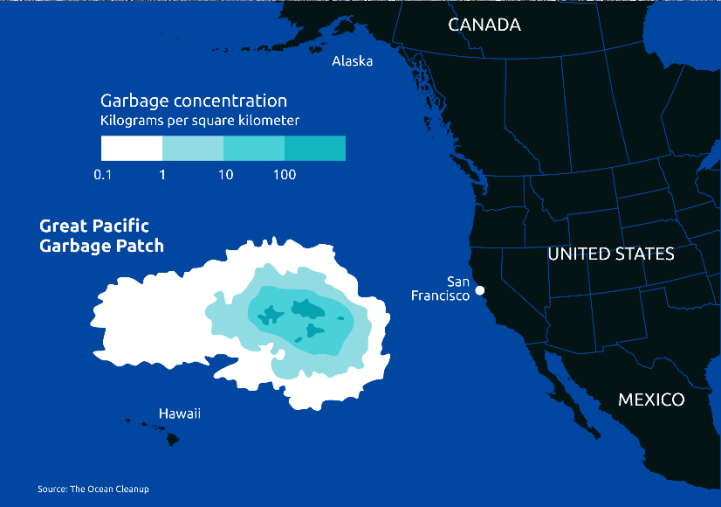 CANADA
Alaska
Garbage concentration
Kilograms per square kilometer
0.1 1 10 100
Great Pacific
Garbage Patch
UNITED STATES
San
Francisco
MEXICO
Hawaii
Source: The Ocean Cleanup